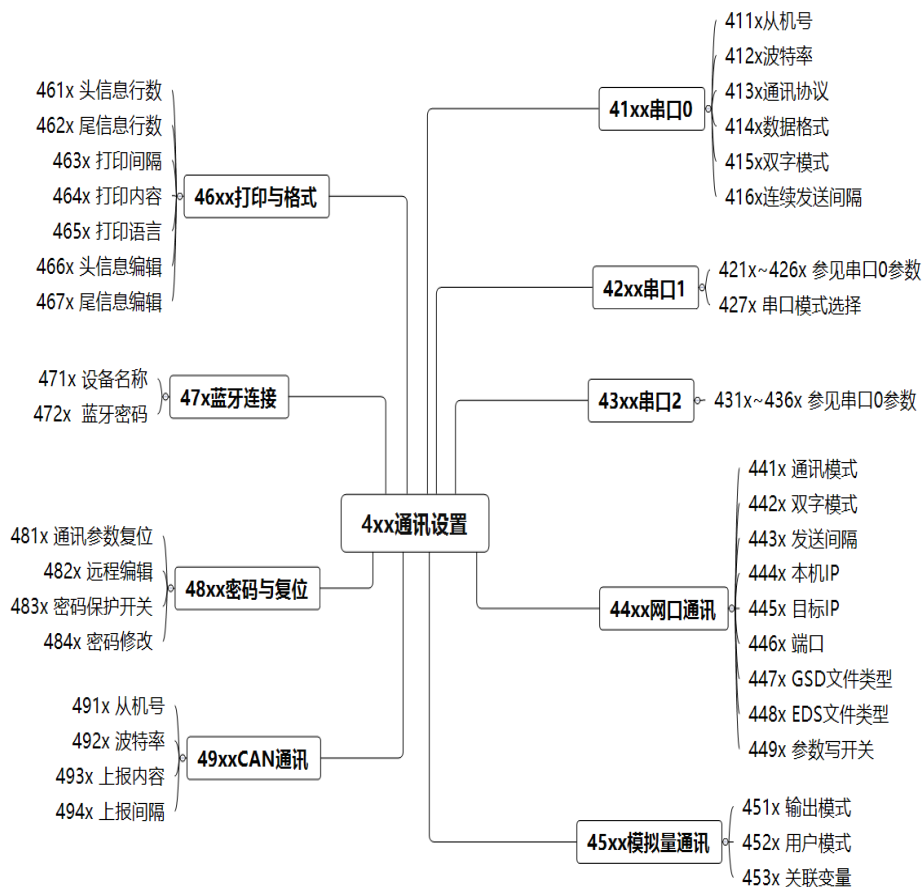 4xx通讯设置
41xx串口0
411x从机号
412x波特率
413x通讯协议
414x数据格式
415x双字模式
416x连续发送间隔
42xx串口1
421x~426x 参见串口0参数
427x 串口模式选择
43xx串口2
431x~436x 参见串口0参数
44xx网口通讯
441x 通讯模式
442x 双字模式
443x 发送间隔
444x 本机IP
445x 目标IP
446x 端口
447x GSD文件类型
448x EDS文件类型
449x 参数写开关
45xx模拟量通讯
451x 输出模式
452x 用户模式
453x 关联变量
46xx打印与格式
461x 头信息行数
462x 尾信息行数
463x 打印间隔
464x 打印内容
465x 打印语言
466x 头信息编辑
467x 尾信息编辑
47x蓝牙连接
471x 设备名称
472x 蓝牙密码
48xx密码与复位
481x 通讯参数复位
482x 远程编辑
483x 密码保护开关
484x 密码修改
49xxCAN通讯
491x 从机号
492x 波特率
493x 上报内容
494x 上报间隔